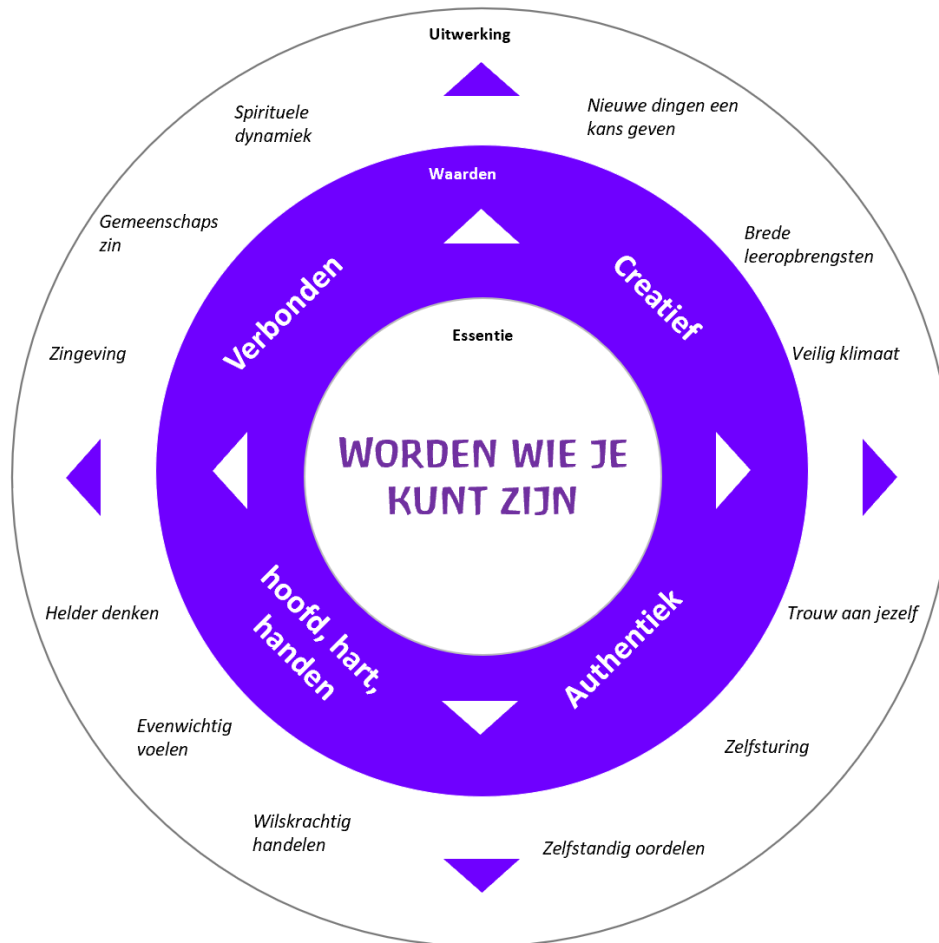 Uitwerking
Spirituele
dynamiek
Nieuwe dingen een
kans geven
Waarden
Gemeenschaps
zin
Brede
leeropbrengsten
Verbonden
Creatief
Essentie
Zingeving
Veilig klimaat
WORDEN WIE JE
KUNT ZIJN
Helder denken
hoofd, hart,
handen
Authentiek
Trouw aan jezelf
Evenwichtig
voelen
Zelfsturing
Wilskrachtig
handelen
Zelfstandig oordelen